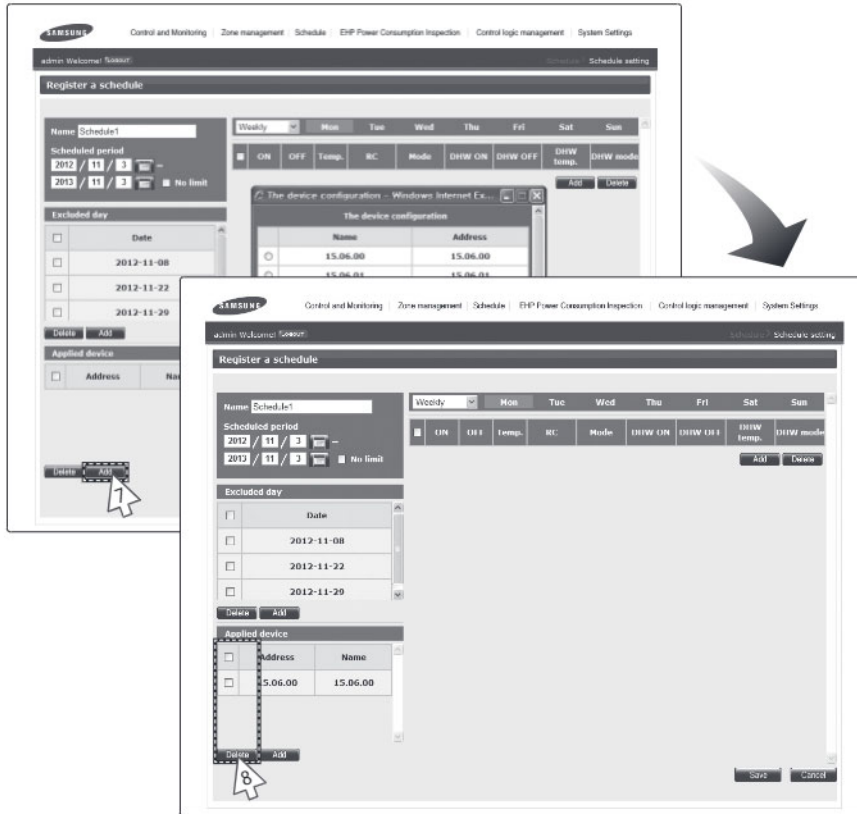 SAMSUNG Control and Monitoring Zone management Schedule EHP Power Consumption Inspection Control logic management System Settings
admin Welcome! Logout Schedule > Schedule setting
Register a schedule
Name Schedule1
Weekly Mon Tue Wed Thu Fri Sat Sun
Scheduled period
2012 / 11 / 3 –
2013 / 11 / 3 No limit
ON OFF Temp. RC Mode DHW ON DHW OFF DHW temp. DHW mode
Add Delete
The device configuration - Windows Internet Ex...
The device configuration
Name Address
15.06.00 15.06.00
15.06.01 15.06.01
Excluded day
Date
2012-11-08
2012-11-22
2012-11-29
Delete Add
Applied device
Address Na
Delete Add
7
SAMSUNG Control and Monitoring Zone management Schedule EHP Power Consumption Inspection Control logic management System Settings
admin Welcome! Logout Schedule > Schedule setting
Register a schedule
Name Schedule1
Weekly Mon Tue Wed Thu Fri Sat Sun
Scheduled period
2012 / 11 / 3 –
2013 / 11 / 3 No limit
ON OFF Temp. RC Mode DHW ON DHW OFF DHW temp. DHW mode
Add Delete
Excluded day
Date
2012-11-08
2012-11-22
2012-11-29
Delete Add
Applied device
Address Name
15.06.00 15.06.00
Delete Add
8
Save Cancel